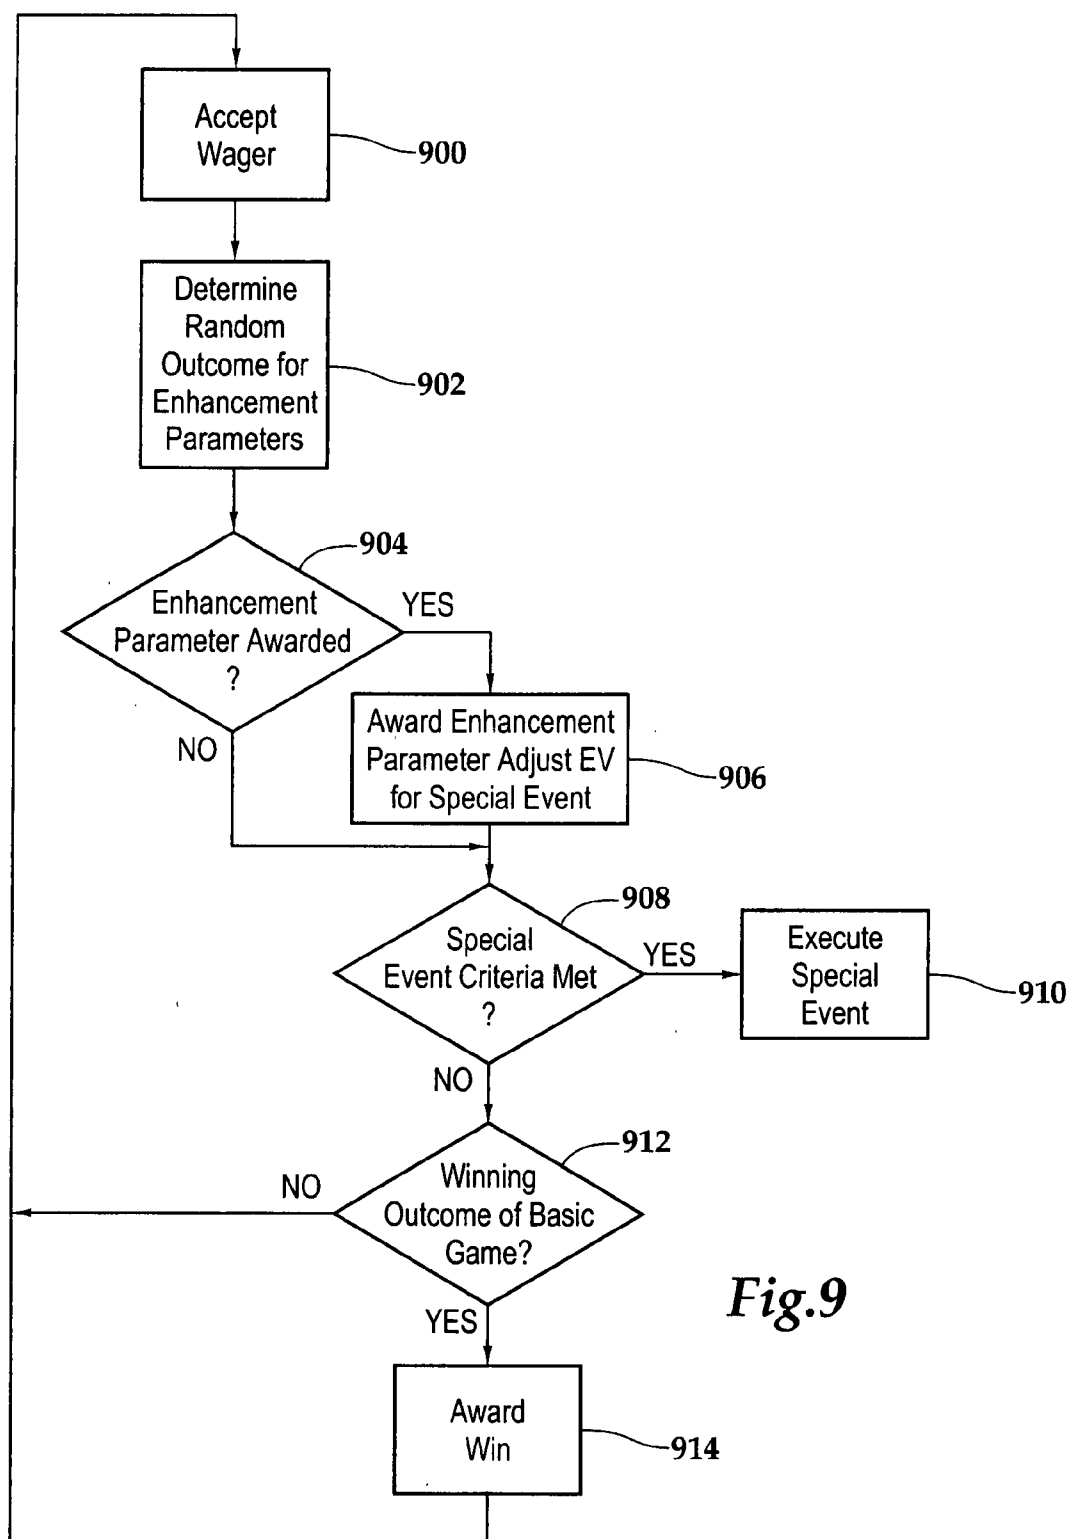 Accept
Wager
900
Determine
Random
Outcome for
Enhancement
Parameters
902
904
Enhancement
Parameter Awarded
?
YES
NO
Award Enhancement
Parameter Adjust EV
for Special Event
906
908
Special
Event Criteria Met
?
YES
NO
Execute
Special
Event
910
912
Winning
Outcome of Basic
Game?
NO
YES
Fig.9
Award
Win
914